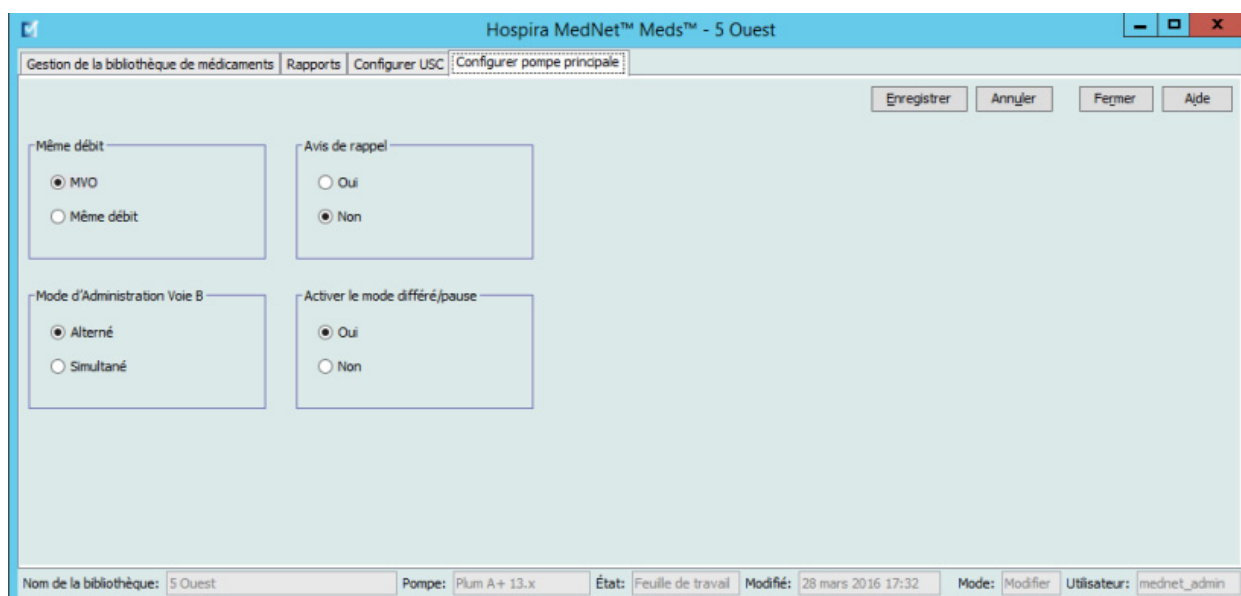 Hospira MedNet™ Meds™ - 5 Ouest
Gestion de la bibliothèque de médicaments Rapports Configurer USC Configurer pompe principale
Enregistrer Annuler Fermer Aide
Même débit Avis de rappel
MVO Oui
Même débit Non
Mode d'Administration Voie B Activer le mode différé/pause
Alterné Oui
Simultané Non
Nom de la bibliothèque: 5 Ouest Pompe: Plum A+ 13.x État: Feuille de travail Modifié: 28 mars 2016 17:32 Mode: Modifier Utilisateur: mednet_admin